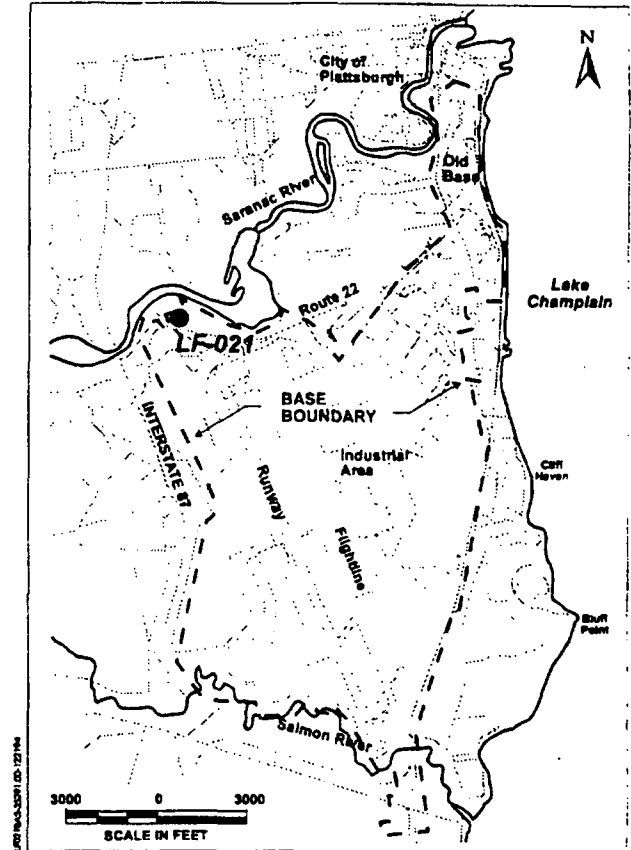 N
City of
Plattsburgh
Old
Base
Saranac River
Lake
Champlain
Route 22
LF-021
BASE
BOUNDARY
INTERSTATE 87
Industrial
Area
Cliff
Haven
Runway
Flightline
Bluff
Point
Salmon River
3000 0 3000
SCALE IN FEET